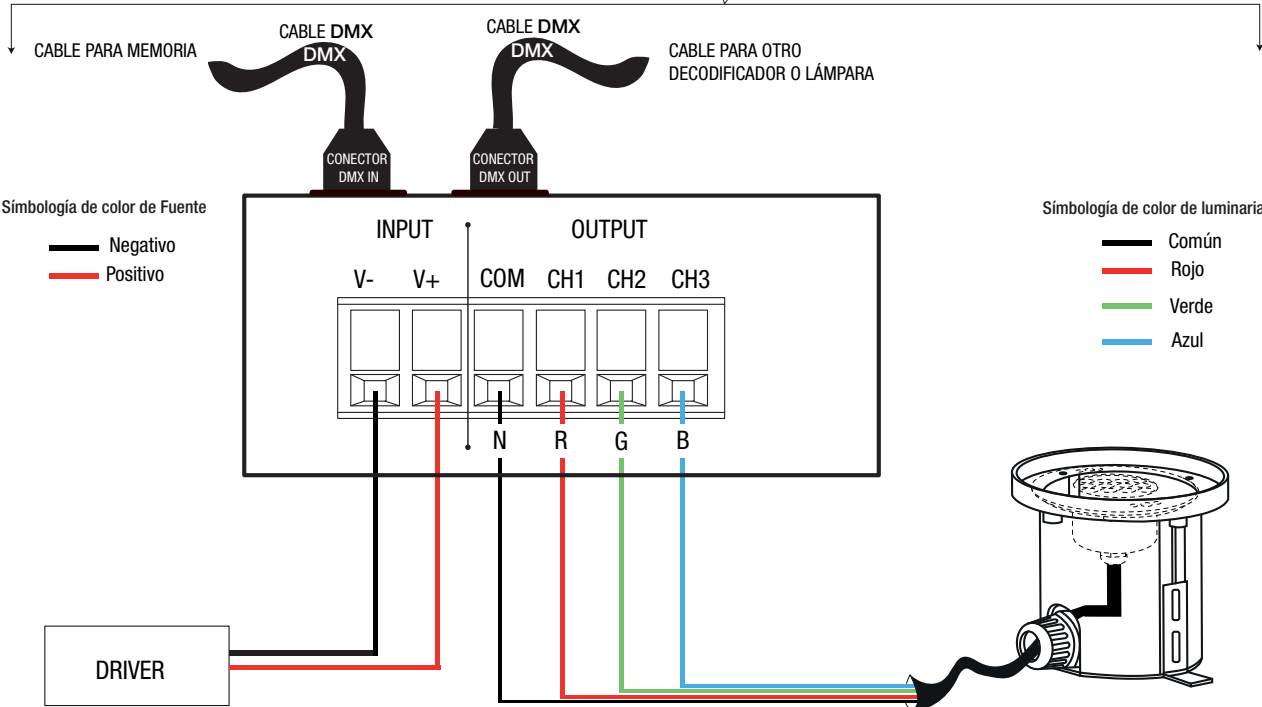 CABLE PARA MEMORIA
CABLE DMX
DMX
CABLE DMX
DMX
CABLE PARA OTRO
DECODIFICADOR O LÁMPARA
CONECTOR
DMX IN
CONECTOR
DMX OUT
Símbología de color de Fuente
Negativo
Positivo
INPUT
OUTPUT
V-
V+
COM
CH1
CH2
CH3
N
R
G
B
Símbología de color de luminaria
Común
Rojo
Verde
Azul
DRIVER